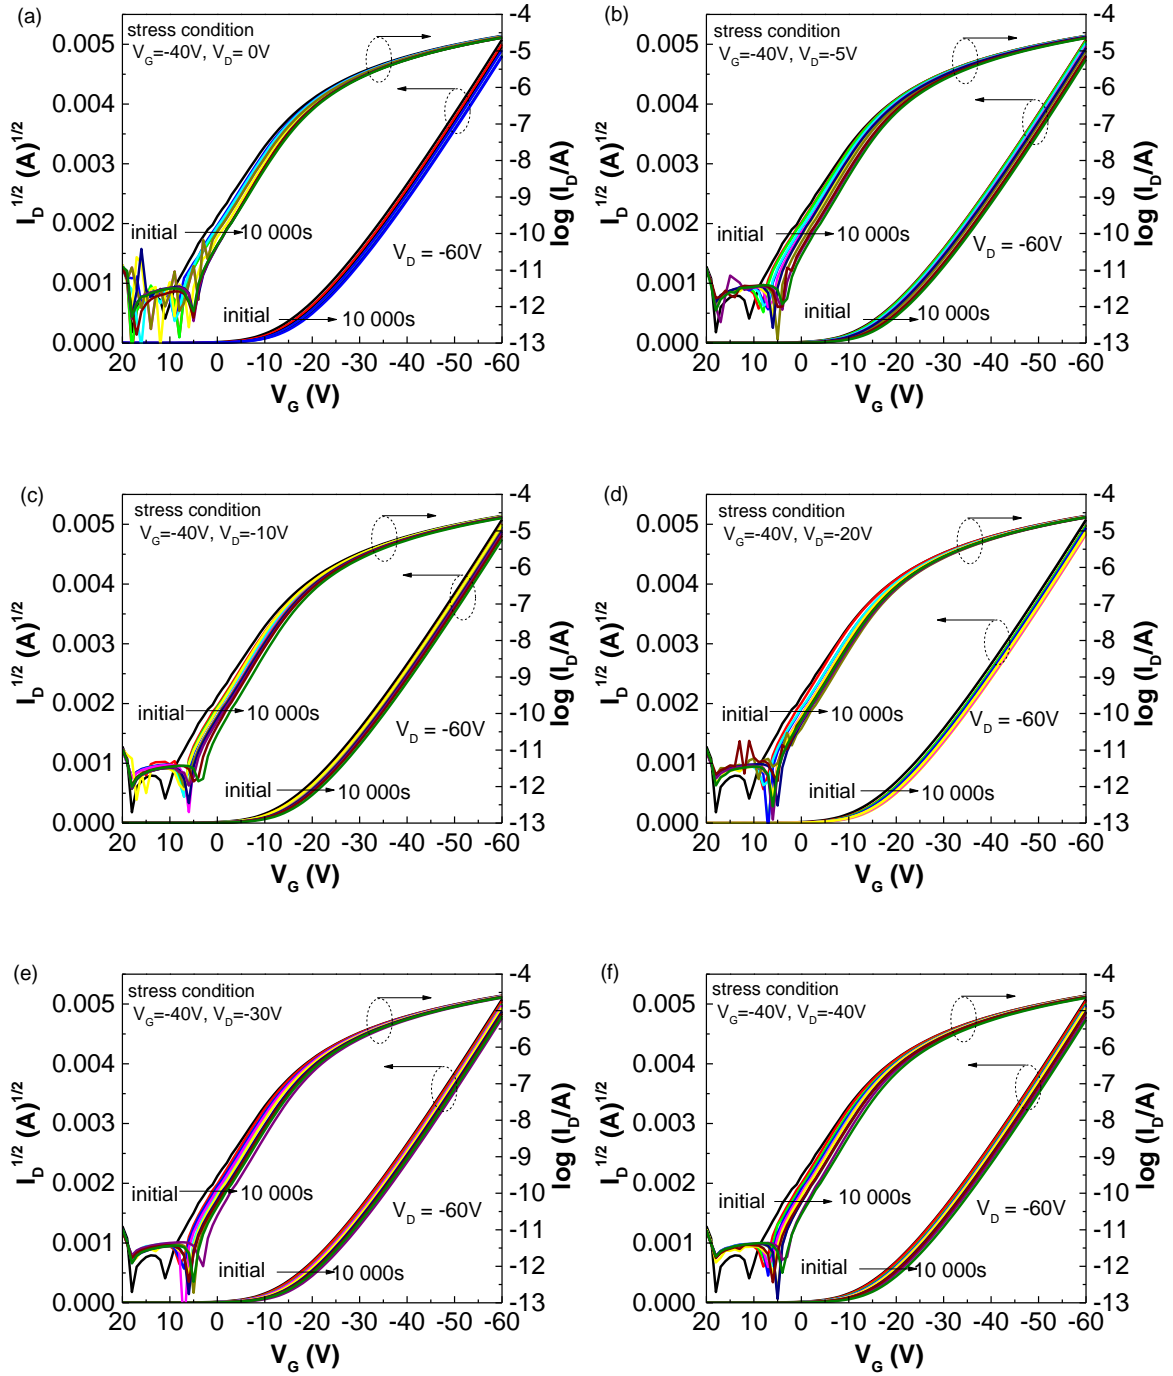 (a)
stress condition
V_G=-40V, V_D= 0V
0.005
0.004
0.003
0.002
0.001
0.000
I_D^1/2 (A)^1/2
-4
-5
-6
-7
-8
-9
-10
-11
-12
-13
log (I_D/A)
initial 10 000s
V_D = -60V
initial 10 000s
20 10 0 -10 -20 -30 -40 -50 -60
V_G (V)
(b)
stress condition
V_G=-40V, V_D=-5V
0.005
0.004
0.003
0.002
0.001
0.000
I_D^1/2 (A)^1/2
-4
-5
-6
-7
-8
-9
-10
-11
-12
-13
log (I_D/A)
initial 10 000s
V_D = -60V
initial 10 000s
20 10 0 -10 -20 -30 -40 -50 -60
V_G (V)
(c)
stress condition
V_G=-40V, V_D=-10V
0.005
0.004
0.003
0.002
0.001
0.000
I_D^1/2 (A)^1/2
-4
-5
-6
-7
-8
-9
-10
-11
-12
-13
log (I_D/A)
initial 10 000s
V_D = -60V
initial 10 000s
20 10 0 -10 -20 -30 -40 -50 -60
V_G (V)
(d)
stress condition
V_G=-40V, V_D=-20V
0.005
0.004
0.003
0.002
0.001
0.000
I_D^1/2 (A)^1/2
-4
-5
-6
-7
-8
-9
-10
-11
-12
-13
log (I_D/A)
initial 10 000s
V_D = -60V
initial 10 000s
20 10 0 -10 -20 -30 -40 -50 -60
V_G (V)
(e)
stress condition
V_G=-40V, V_D=-30V
0.005
0.004
0.003
0.002
0.001
0.000
I_D^1/2 (A)^1/2
-4
-5
-6
-7
-8
-9
-10
-11
-12
-13
log (I_D/A)
initial 10 000s
V_D = -60V
initial 10 000s
20 10 0 -10 -20 -30 -40 -50 -60
V_G (V)
(f)
stress condition
V_G=-40V, V_D=-40V
0.005
0.004
0.003
0.002
0.001
0.000
I_D^1/2 (A)^1/2
-4
-5
-6
-7
-8
-9
-10
-11
-12
-13
log (I_D/A)
initial 10 000s
V_D = -60V
initial 10 000s
20 10 0 -10 -20 -30 -40 -50 -60
V_G (V)